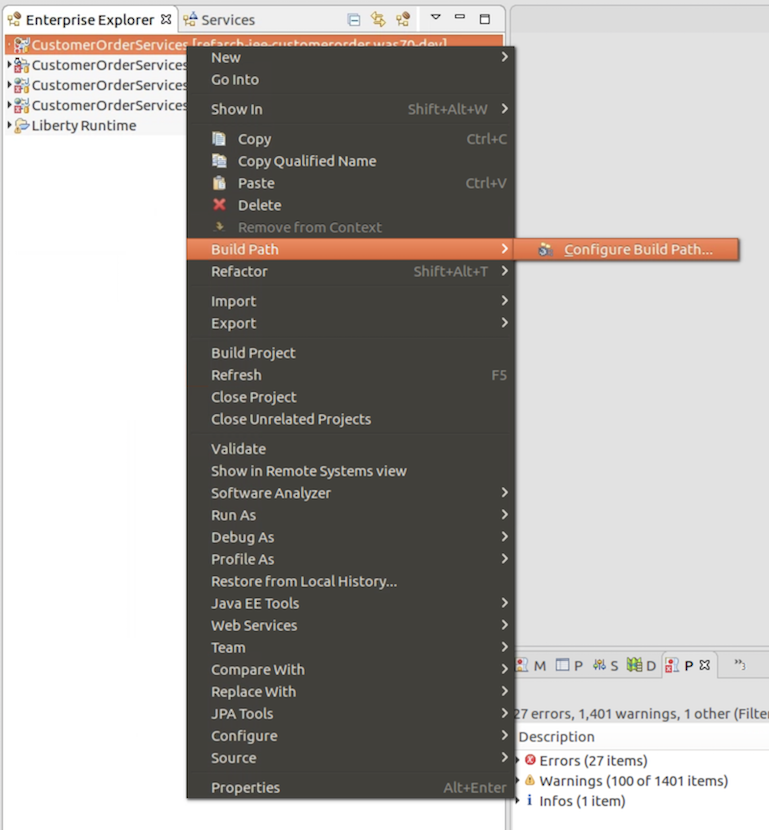 Enterprise Explorer Services
CustomerOrderServices [refarch-jee-customerorder was70-dev]
CustomerOrderServices
CustomerOrderServices
CustomerOrderServices
Liberty Runtime
New
Go Into
Show In Shift+Alt+W
Copy Ctrl+C
Copy Qualified Name
Paste Ctrl+V
Delete
Remove from Context
Build Path
Configure Build Path...
Refactor Shift+Alt+T
Import
Export
Build Project
Refresh F5
Close Project
Close Unrelated Projects
Validate
Show in Remote Systems view
Software Analyzer
Run As
Debug As
Profile As
Restore from Local History...
Java EE Tools
Web Services
Team
Compare With
Replace With
JPA Tools
Configure
Source
Properties Alt+Enter
M P S D P »3
27 errors, 1,401 warnings, 1 other (Filte
Description
Errors (27 items)
Warnings (100 of 1401 items)
Infos (1 item)